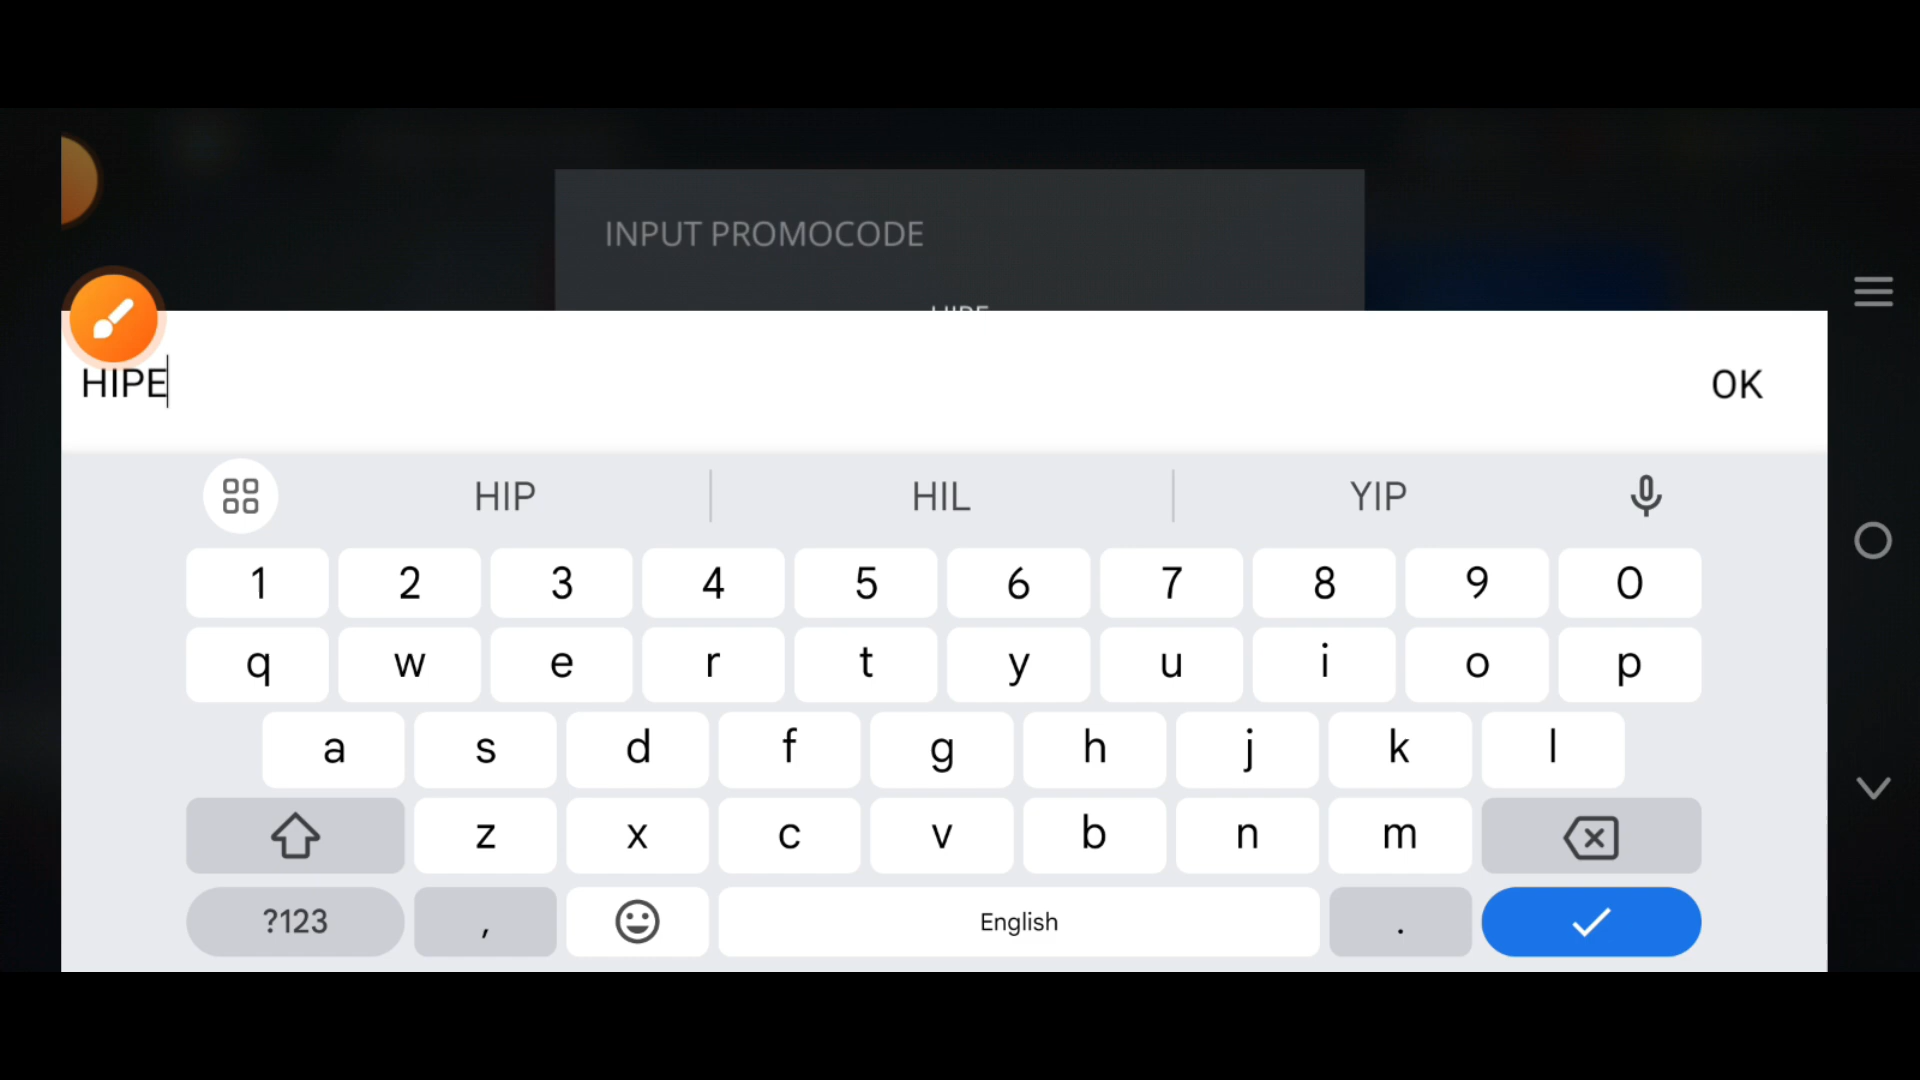 INPUT PROMOCODE
HIPE
HIPE
OK
HIP HIL YIP
1 2 3 4 5 6 7 8 9 0
q w e r t y u i o p
a s d f g h j k l
z x c v b n m
?123 , English .